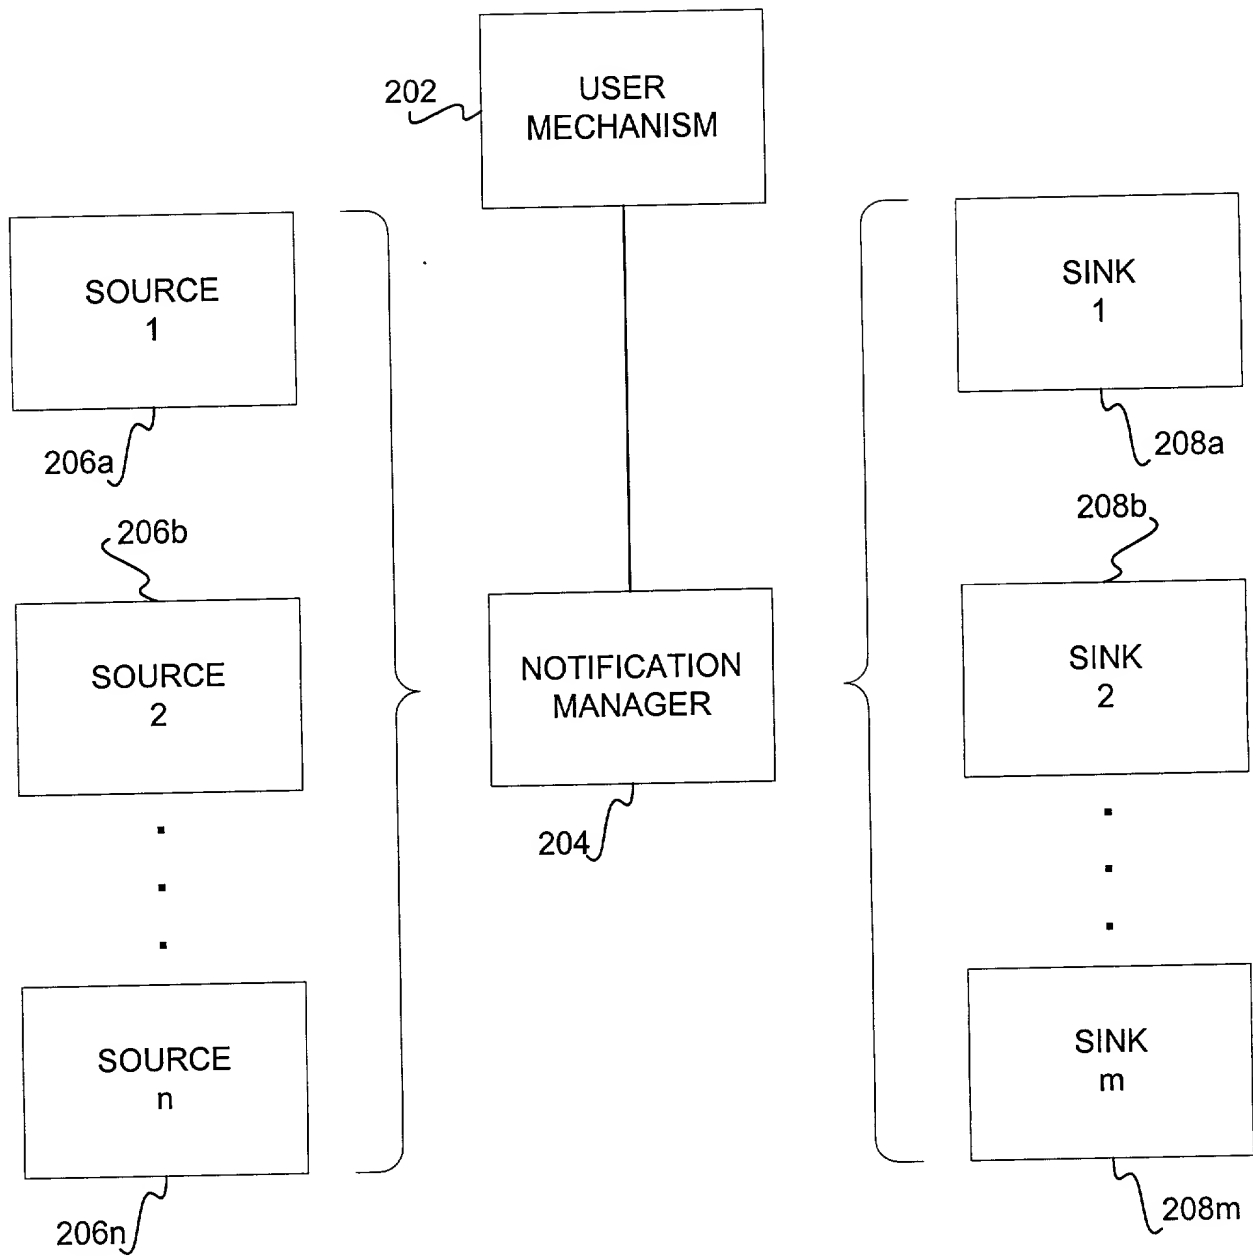 202
USER
MECHANISM
SOURCE
1
206a
206b
SOURCE
2
SOURCE
n
206n
NOTIFICATION
MANAGER
204
SINK
1
208a
208b
SINK
2
SINK
m
208m